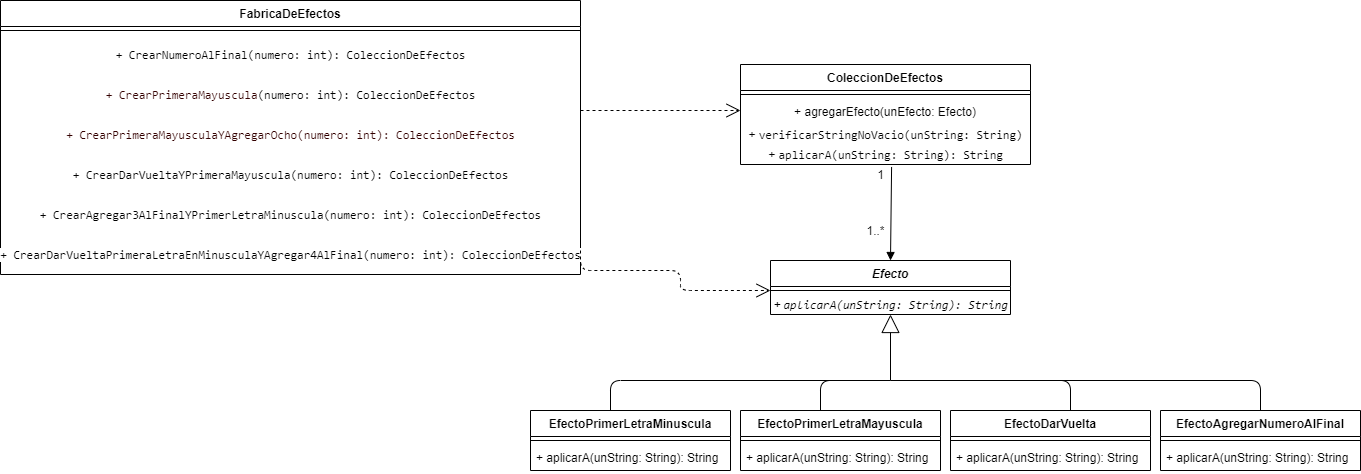 FabricaDeEfectos
+ CrearNumeroAlFinal(numero: int): ColeccionDeEfectos
+ CrearPrimeraMayuscula(numero: int): ColeccionDeEfectos
+ CrearPrimeraMayusculaYAgregarOcho(numero: int): ColeccionDeEfectos
+ CrearDarVueltaYPrimeraMayuscula(numero: int): ColeccionDeEfectos
+ CrearAgregar3AlFinalYPrimerLetraMinuscula(numero: int): ColeccionDeEfectos
+ CrearDarVueltaPrimeraLetraEnMinusculaYAgregar4AlFinal(numero: int): ColeccionDeEfectos
ColeccionDeEfectos
+ agregarEfecto(unEfecto: Efecto)
+ verificarStringNoVacio(unString: String)
+ aplicarA(unString: String): String
1
1..*
Efecto
+ aplicarA(unString: String): String
EfectoPrimerLetraMinuscula
+ aplicarA(unString: String): String
EfectoPrimerLetraMayuscula
+ aplicarA(unString: String): String
EfectoDarVuelta
+ aplicarA(unString: String): String
EfectoAgregarNumeroAlFinal
+ aplicarA(unString: String): String